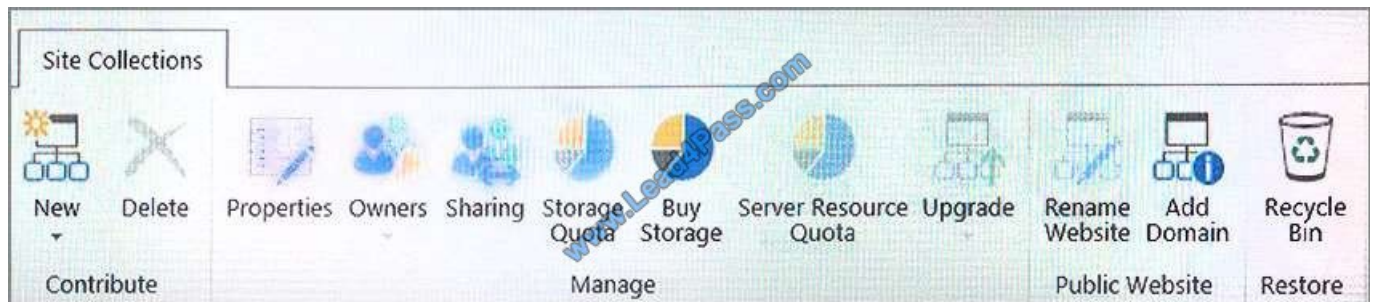 Site Collections
New Delete Properties Owners Sharing Storage Quota Buy Storage Server Resource Quota Upgrade Rename Website Add Domain Recycle Bin
Contribute Manage Public Website Restore
www.Lead4Pass.com